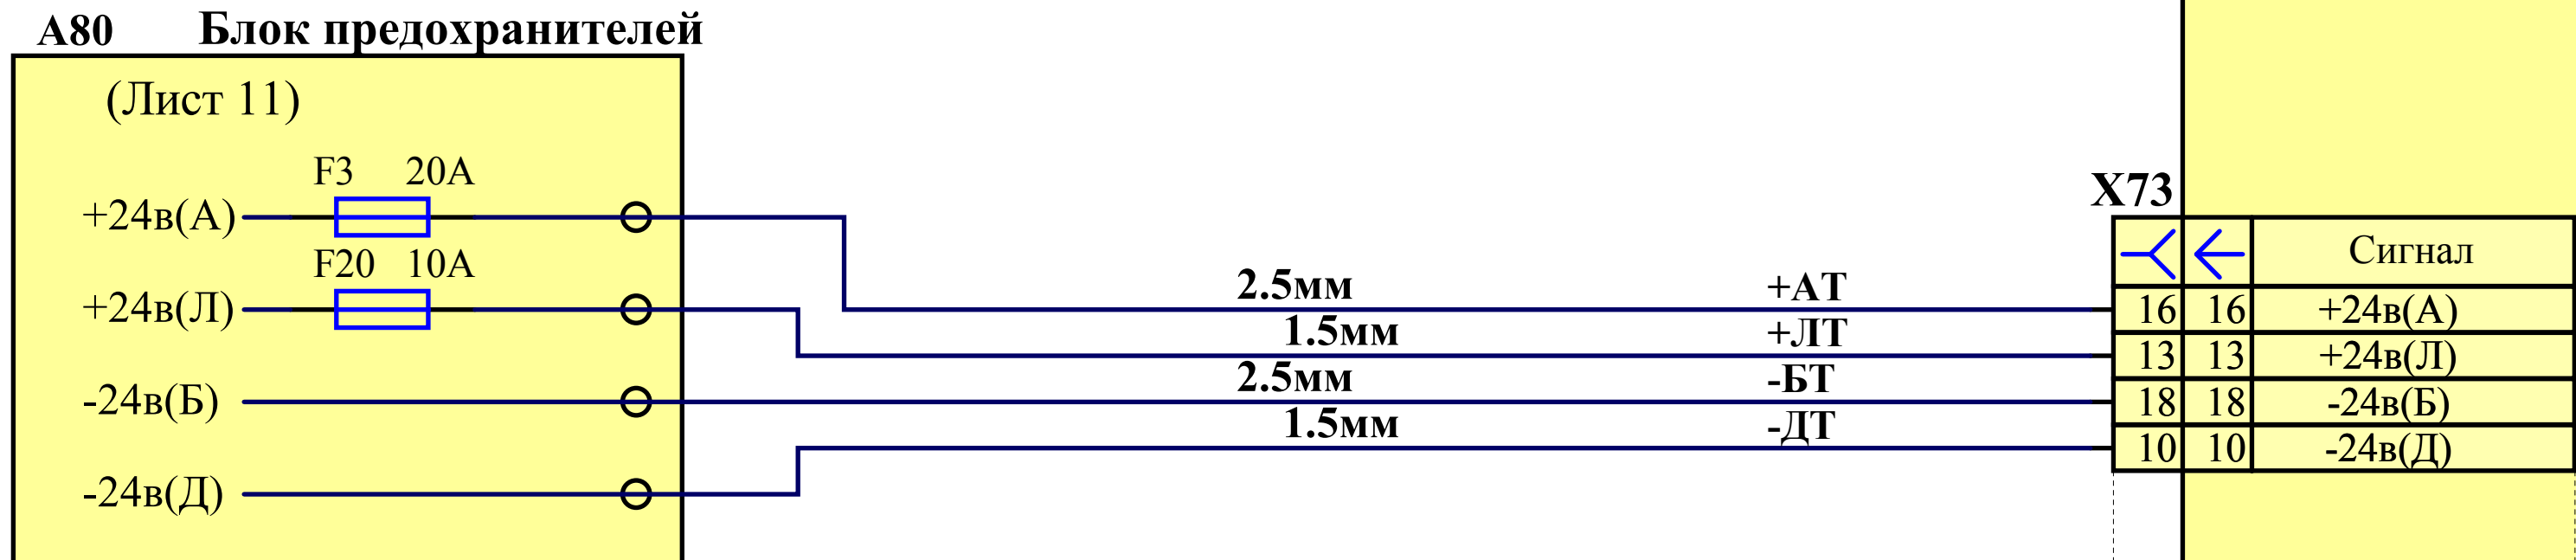 A80 Блок предохранителей
(Лист 11)
F3 20A
+24в(А)
F20 10A
+24в(Л)
-24в(Б)
-24в(Д)
2.5мм +АТ
1.5мм +ЛТ
2.5мм -БТ
1.5мм -ДТ
X73
Сигнал
16 16 +24в(А)
13 13 +24в(Л)
18 18 -24в(Б)
10 10 -24в(Д)